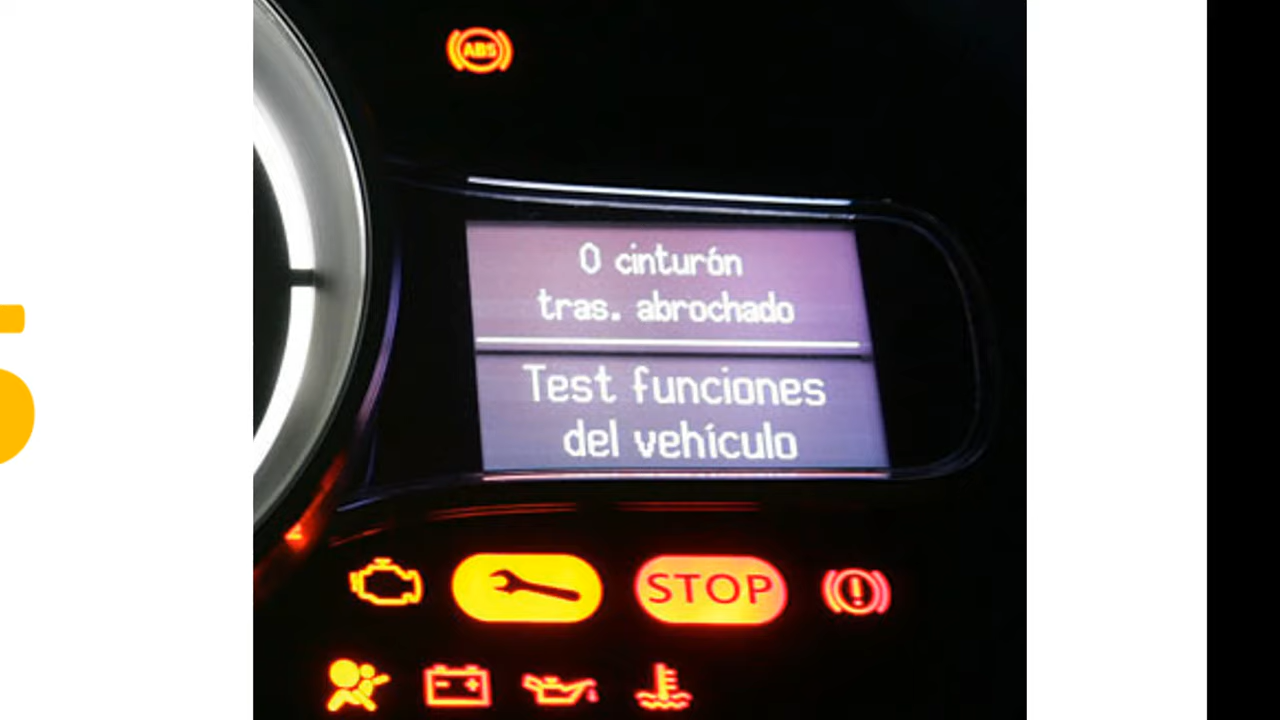 ABS
0 cinturón
tras. abrochado
Test funciones
del vehículo
STOP